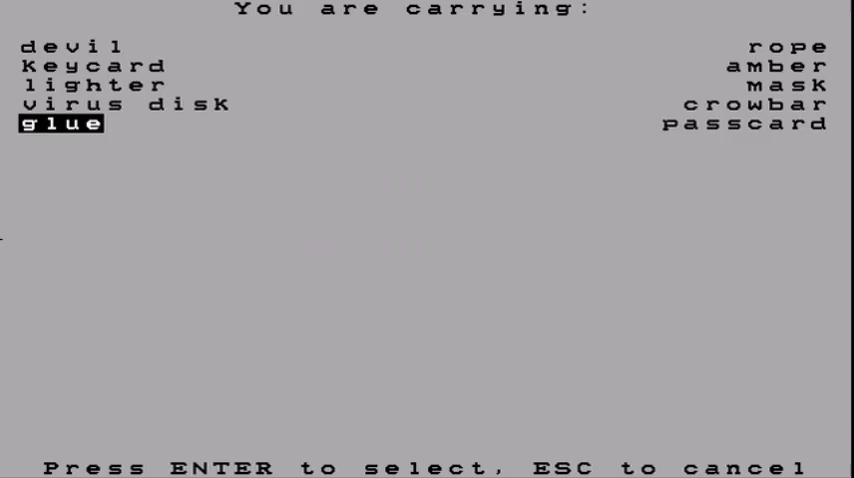 You are carrying:
devil rope
Keycard amber
lighter mask
virus disk crowbar
glue passcard
Press ENTER to select, ESC to cancel